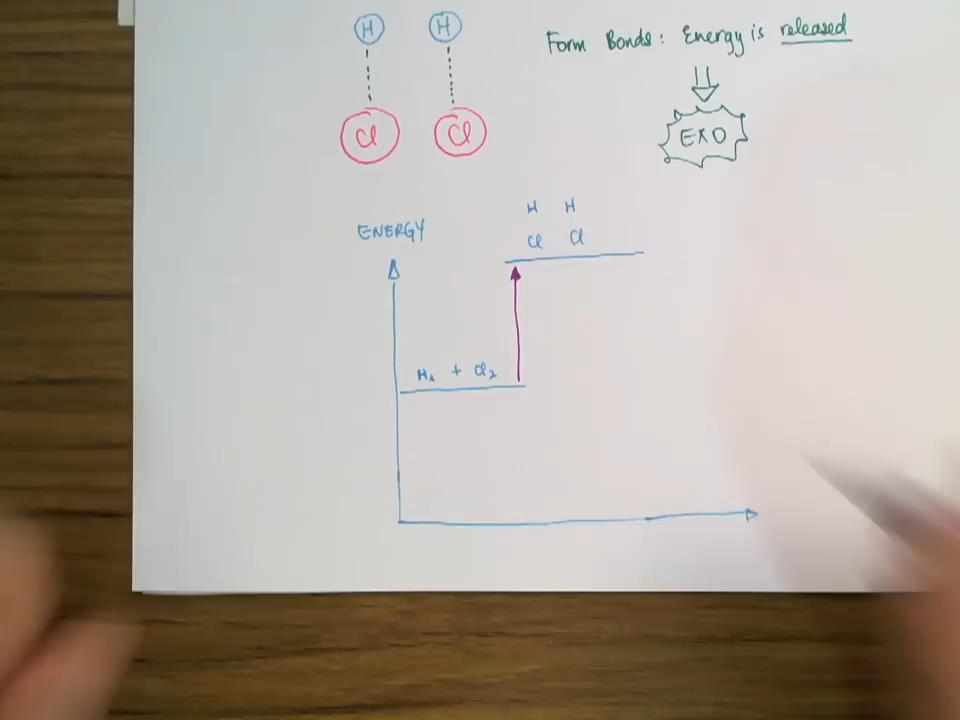 H H
Form Bonds: Energy is released
Cl Cl
EXO
ENERGY
H H
Cl Cl
H₂ + Cl₂